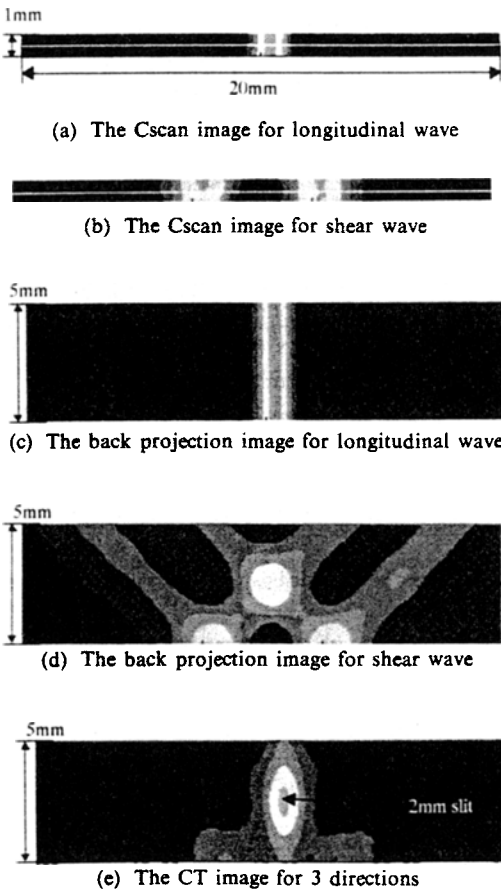 1mm
20mm
(a) The Cscan image for longitudinal wave
(b) The Cscan image for shear wave
5mm
(c) The back projection image for longitudinal wave
5mm
(d) The back projection image for shear wave
5mm
2mm slit
(e) The CT image for 3 directions